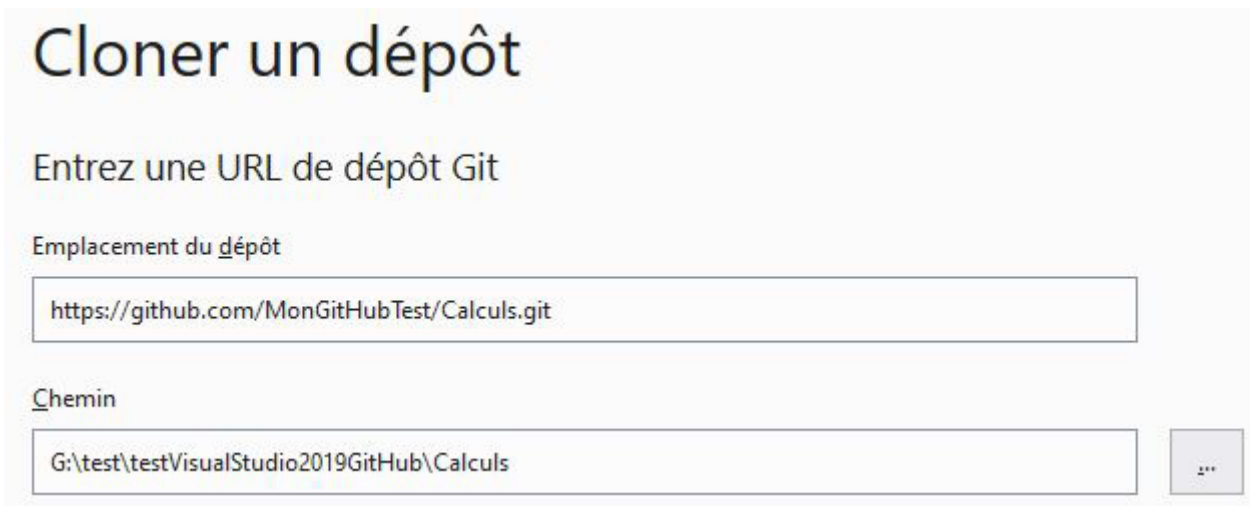 Cloner un dépôt
Entrez une URL de dépôt Git
Emplacement du dépôt
https://github.com/MonGitHubTest/Calculs.git
Chemin
G:\test\testVisualStudio2019GitHub\Calculs
...